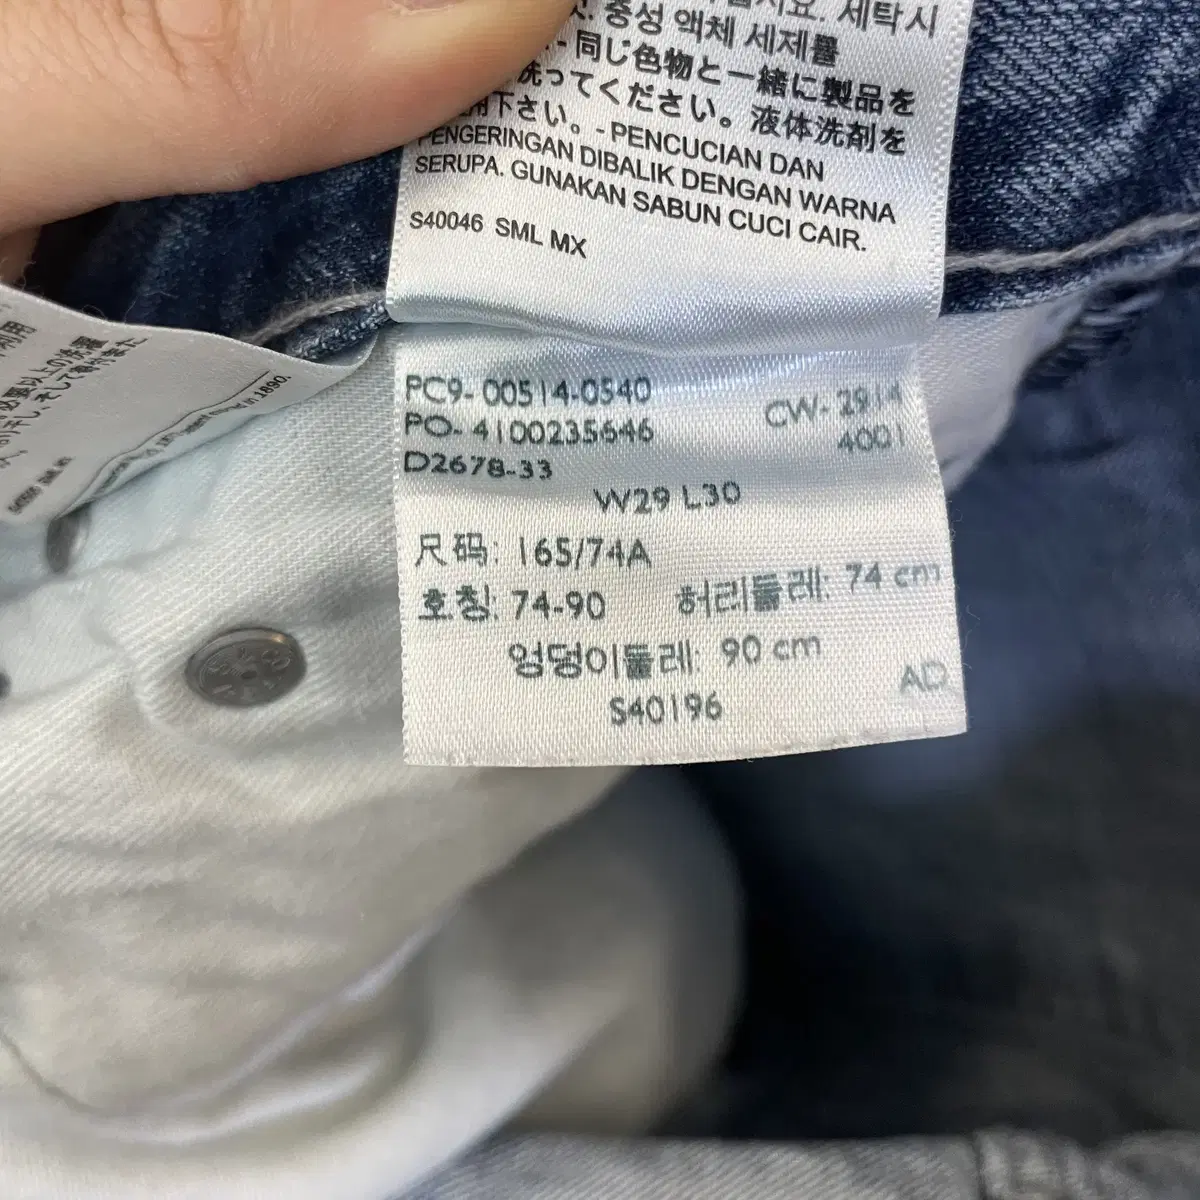 세탁시
중성 액체 세제를
- 同じ色物と一緒に製品を
洗ってください。液体洗剤を
下さい。- PENCUCIAN DAN
PENGERINGAN DIBALIK DENGAN WARNA
SERUPA. GUNAKAN SABUN CUCI CAIR.
S40046 SML MX
PC9- 00514-0540
CW- 2914
PO- 4100235646
4001
D2678-33
W29 L30
尺码: 165/74A
호칭: 74-90
허리둘레: 74 cm
엉덩이둘레: 90 cm
AD
S40196
in 1890.